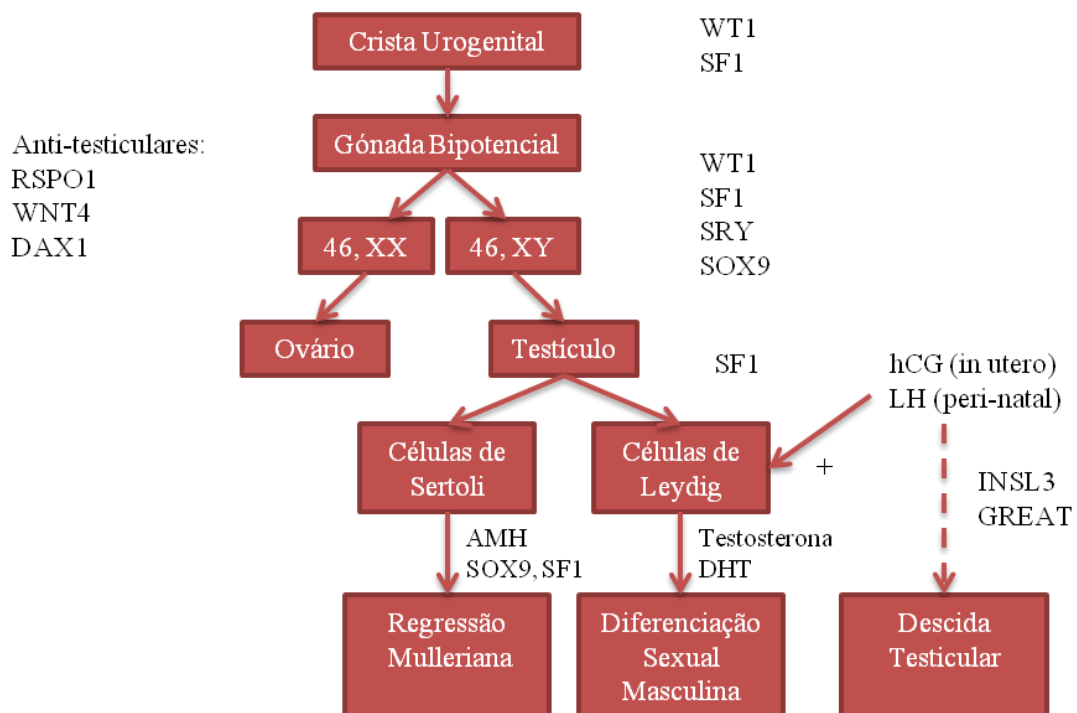 Crista Urogenital
WT1
SF1
Gónada Bipotencial
Anti-testiculares:
RSPO1
WNT4
DAX1
WT1
SF1
SRY
SOX9
46, XX
46, XY
Ovário
Testículo
SF1
hCG (in utero)
LH (peri-natal)
Células de
Sertoli
Células de
Leydig
+
INSL3
GREAT
AMH
SOX9, SF1
Testosterona
DHT
Regressão
Mulleriana
Diferenciação
Sexual
Masculina
Descida
Testicular